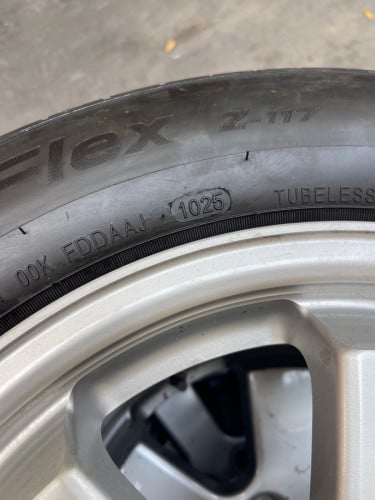 Flex Z-117
00K FDDAAJ 1025 TUBELESS